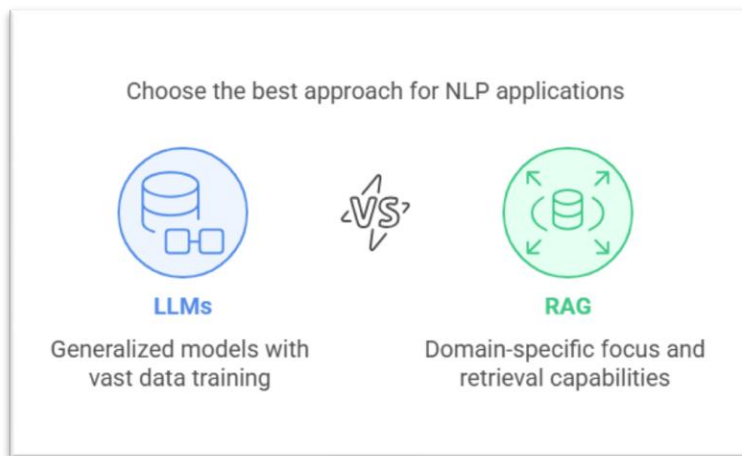 Choose the best approach for NLP applications
VS
LLMs
RAG
Generalized models with
vast data training
Domain-specific focus and
retrieval capabilities